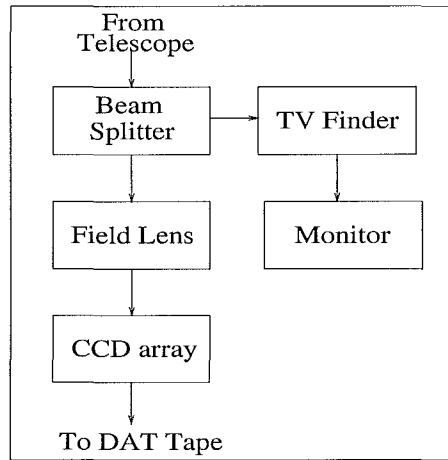 From
Telescope
Beam
Splitter
TV Finder
Field Lens
Monitor
CCD array
To DAT Tape